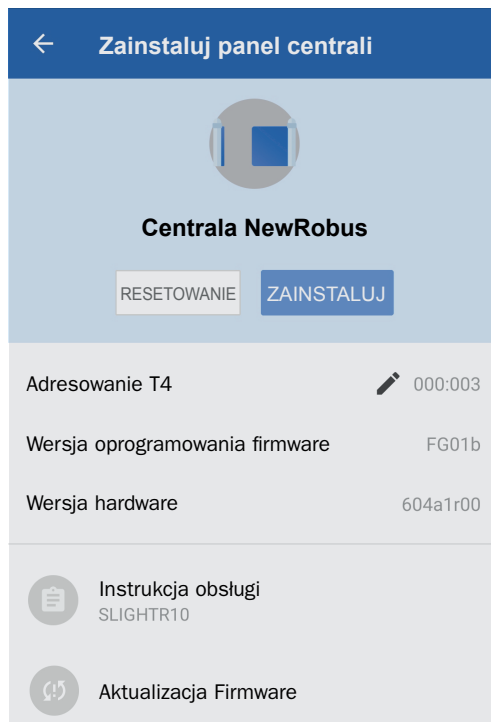 Zainstaluj panel centrali
Centrala NewRobus
RESETOWANIE ZAINSTALUJ
Adresowanie T4 000:003
Wersja oprogramowania firmware FG01b
Wersja hardware 604a1r00
Instrukcja obsługi
SLIGHTR10
Aktualizacja Firmware